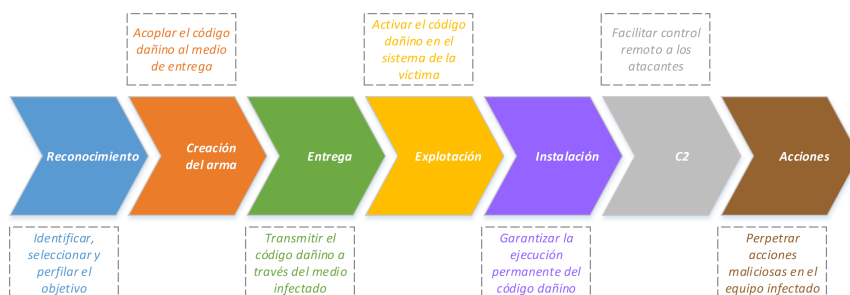 Acoplar el código
dañino al medio
de entrega
Activar el código
dañino en el
sistema de la
víctima
Facilitar control
remoto a los
atacantes
Reconocimiento
Creación
del arma
Entrega
Explotación
Instalación
C2
Acciones
Identificar,
seleccionar y
perfilar el
objetivo
Transmitir el
código dañino a
través del medio
infectado
Garantizar la
ejecución
permanente del
código dañino
Perpetrar
acciones
maliciosas en el
equipo infectado